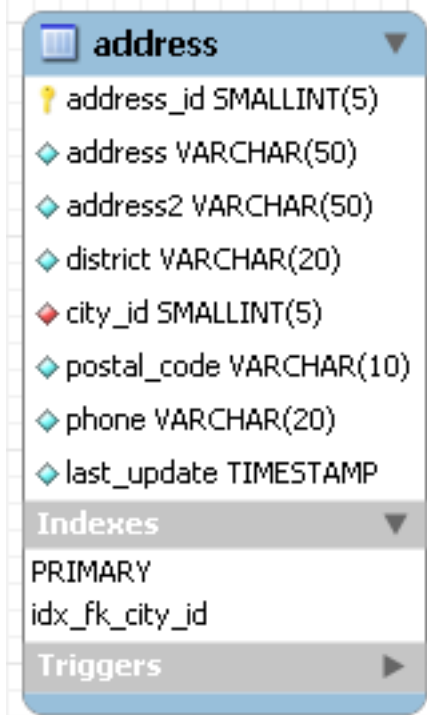 address
address_id SMALLINT(5)
address VARCHAR(50)
address2 VARCHAR(50)
district VARCHAR(20)
city_id SMALLINT(5)
postal_code VARCHAR(10)
phone VARCHAR(20)
last_update TIMESTAMP
Indexes
PRIMARY
idx_fk_city_id
Triggers